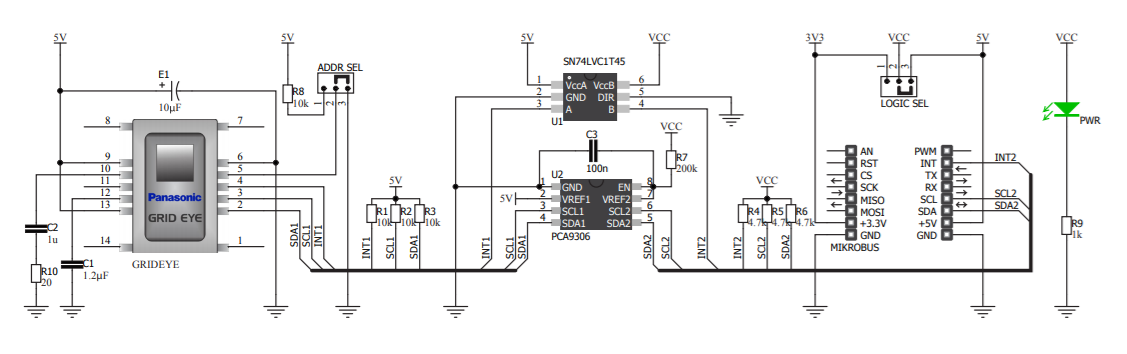 5V
5V
5V
VCC
3V3
VCC
5V
VCC
E1
+
10µF
R8
10k
ADDR SEL
1
2
3
SN74LVC1T45
1
VccA
VccB
6
2
GND
DIR
5
3
A
B
4
U1
1
2
3
LOGIC SEL
PWR
8
7
9
6
10
5
11
4
12
3
13
2
14
1
Panasonic
GRID EYE
GRIDEYE
C2
1u
C1
1.2µF
R10
20
SDA1
SCL1
INT1
5V
R1
10k
R2
10k
R3
10k
INT1
SCL1
SDA1
INT1
SCL1
SDA1
C3
100n
VCC
R7
200k
U2
5V
1
GND
EN
8
2
VREF1
VREF2
7
3
SCL1
SCL2
6
4
SDA1
SDA2
5
PCA9306
SDA2
SCL2
INT2
VCC
R4
4.7k
R5
4.7k
R6
4.7k
INT2
SCL2
SDA2
AN
PWM
RST
INT
INT2
CS
TX
SCK
RX
MISO
SCL
SCL2
MOSI
SDA
SDA2
+3.3V
+5V
GND
GND
MIKROBUS
R9
1k